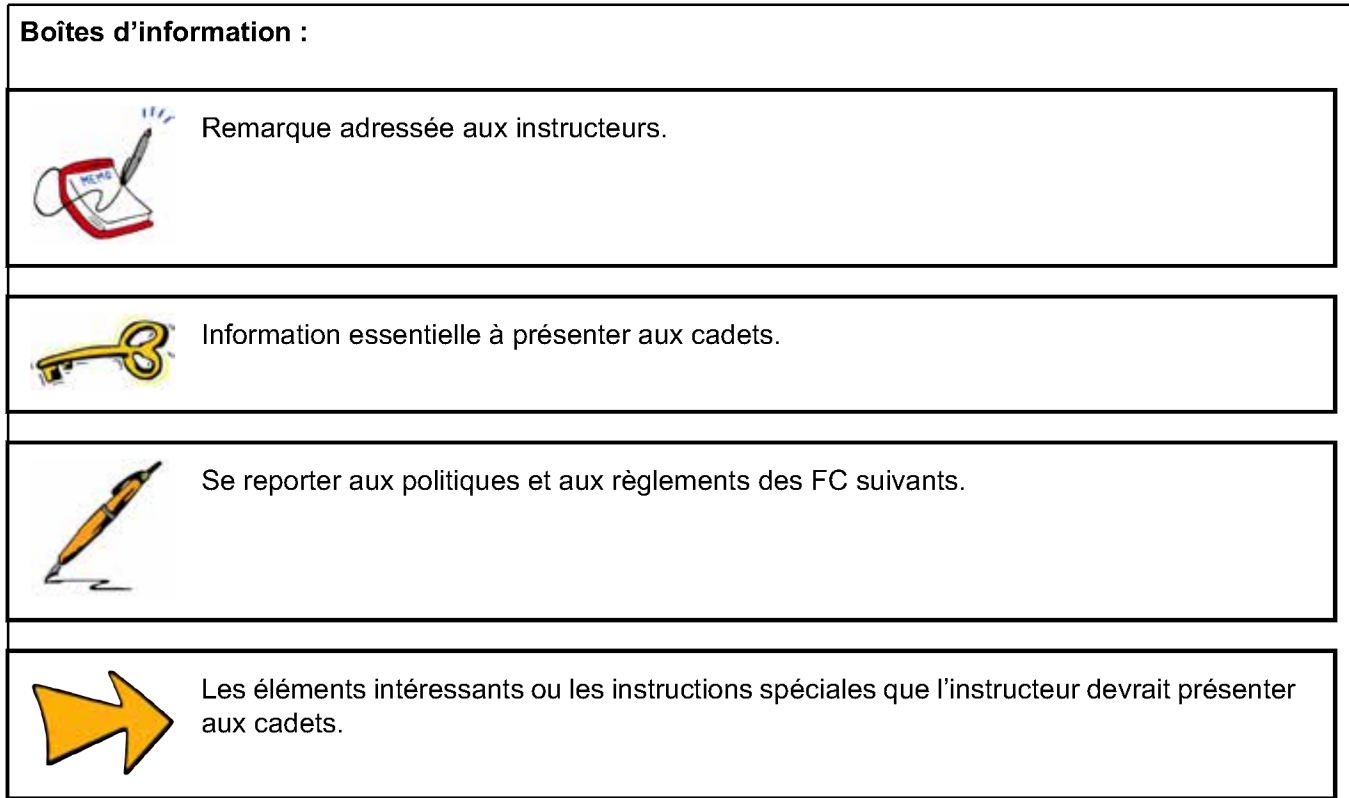 Boîtes d’information :
MEMO
Remarque adressée aux instructeurs.
Information essentielle à présenter aux cadets.
Se reporter aux politiques et aux règlements des FC suivants.
Les éléments intéressants ou les instructions spéciales que l’instructeur devrait présenter
aux cadets.